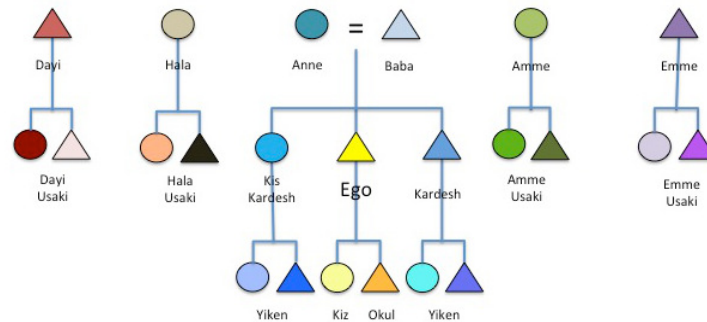 =
Dayi Hala Anne Baba Amme Emme
Dayi
Usaki
Hala
Usaki
Kis
Kardesh
Ego
Kardesh
Amme
Usaki
Emme
Usaki
Yiken Kiz Okul Yiken